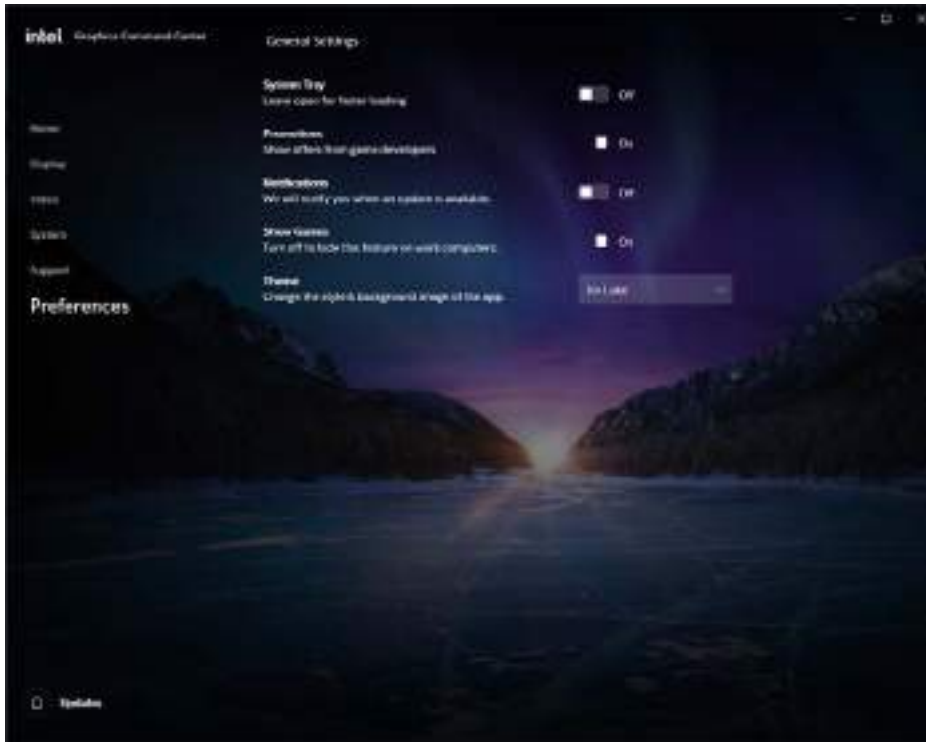 intel Graphics Command Center
General Settings
System Tray
Leave open for faster loading
Off
Promotions
Show offers from game developers
On
Notifications
We will notify you when an update is available.
Off
Show Games
Turn off to hide this feature on work computers.
On
Theme
Change the style & background image of the app.
Ice Lake
Home
Display
Video
System
Support
Preferences
Updates